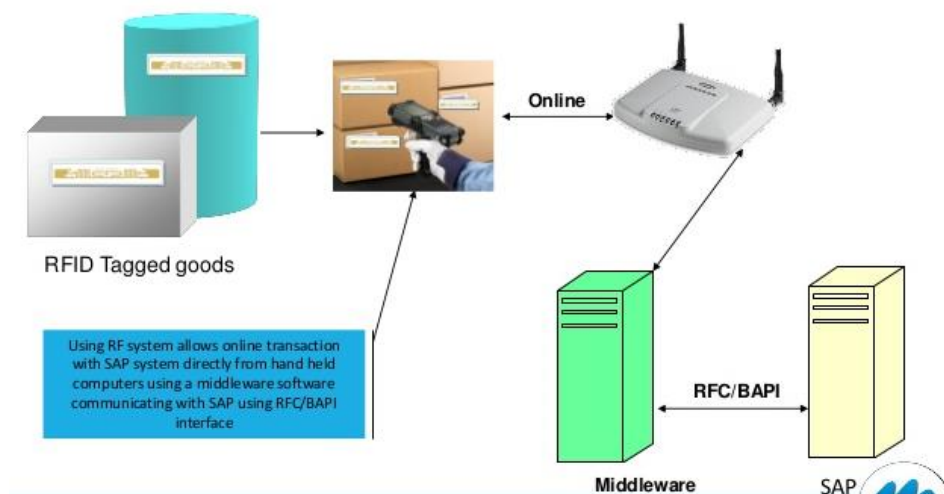 Online
RFID Tagged goods
Using RF system allows online transaction
with SAP system directly from hand held
computers using a middleware software
communicating with SAP using RFC/BAPI
interface
RFC/BAPI
Middleware
SAP